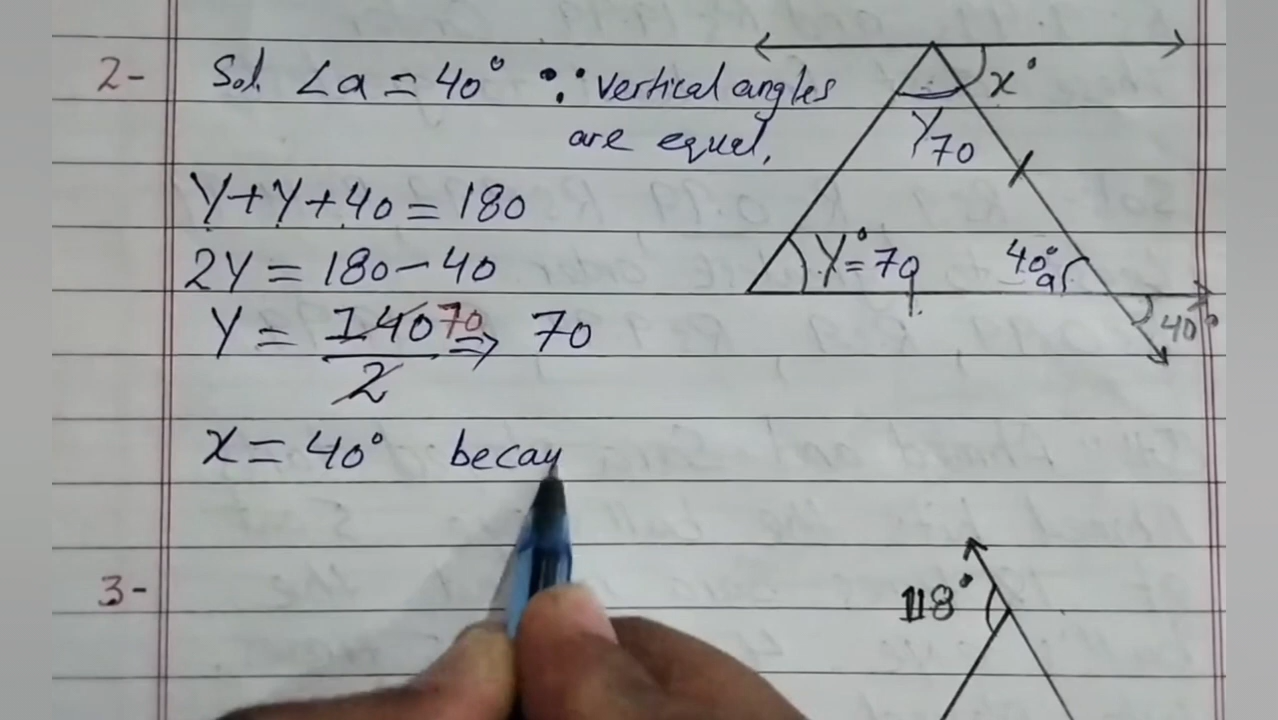 2- Sol. ∠a = 40° ∵ vertical angles
are equal.
Y+Y+40 = 180
2Y = 180-40
Y = 140/2 70 ⇒ 70
x = 40° becau
x°
Y 70
Y° = 70
40°
a
40°
3-
118°